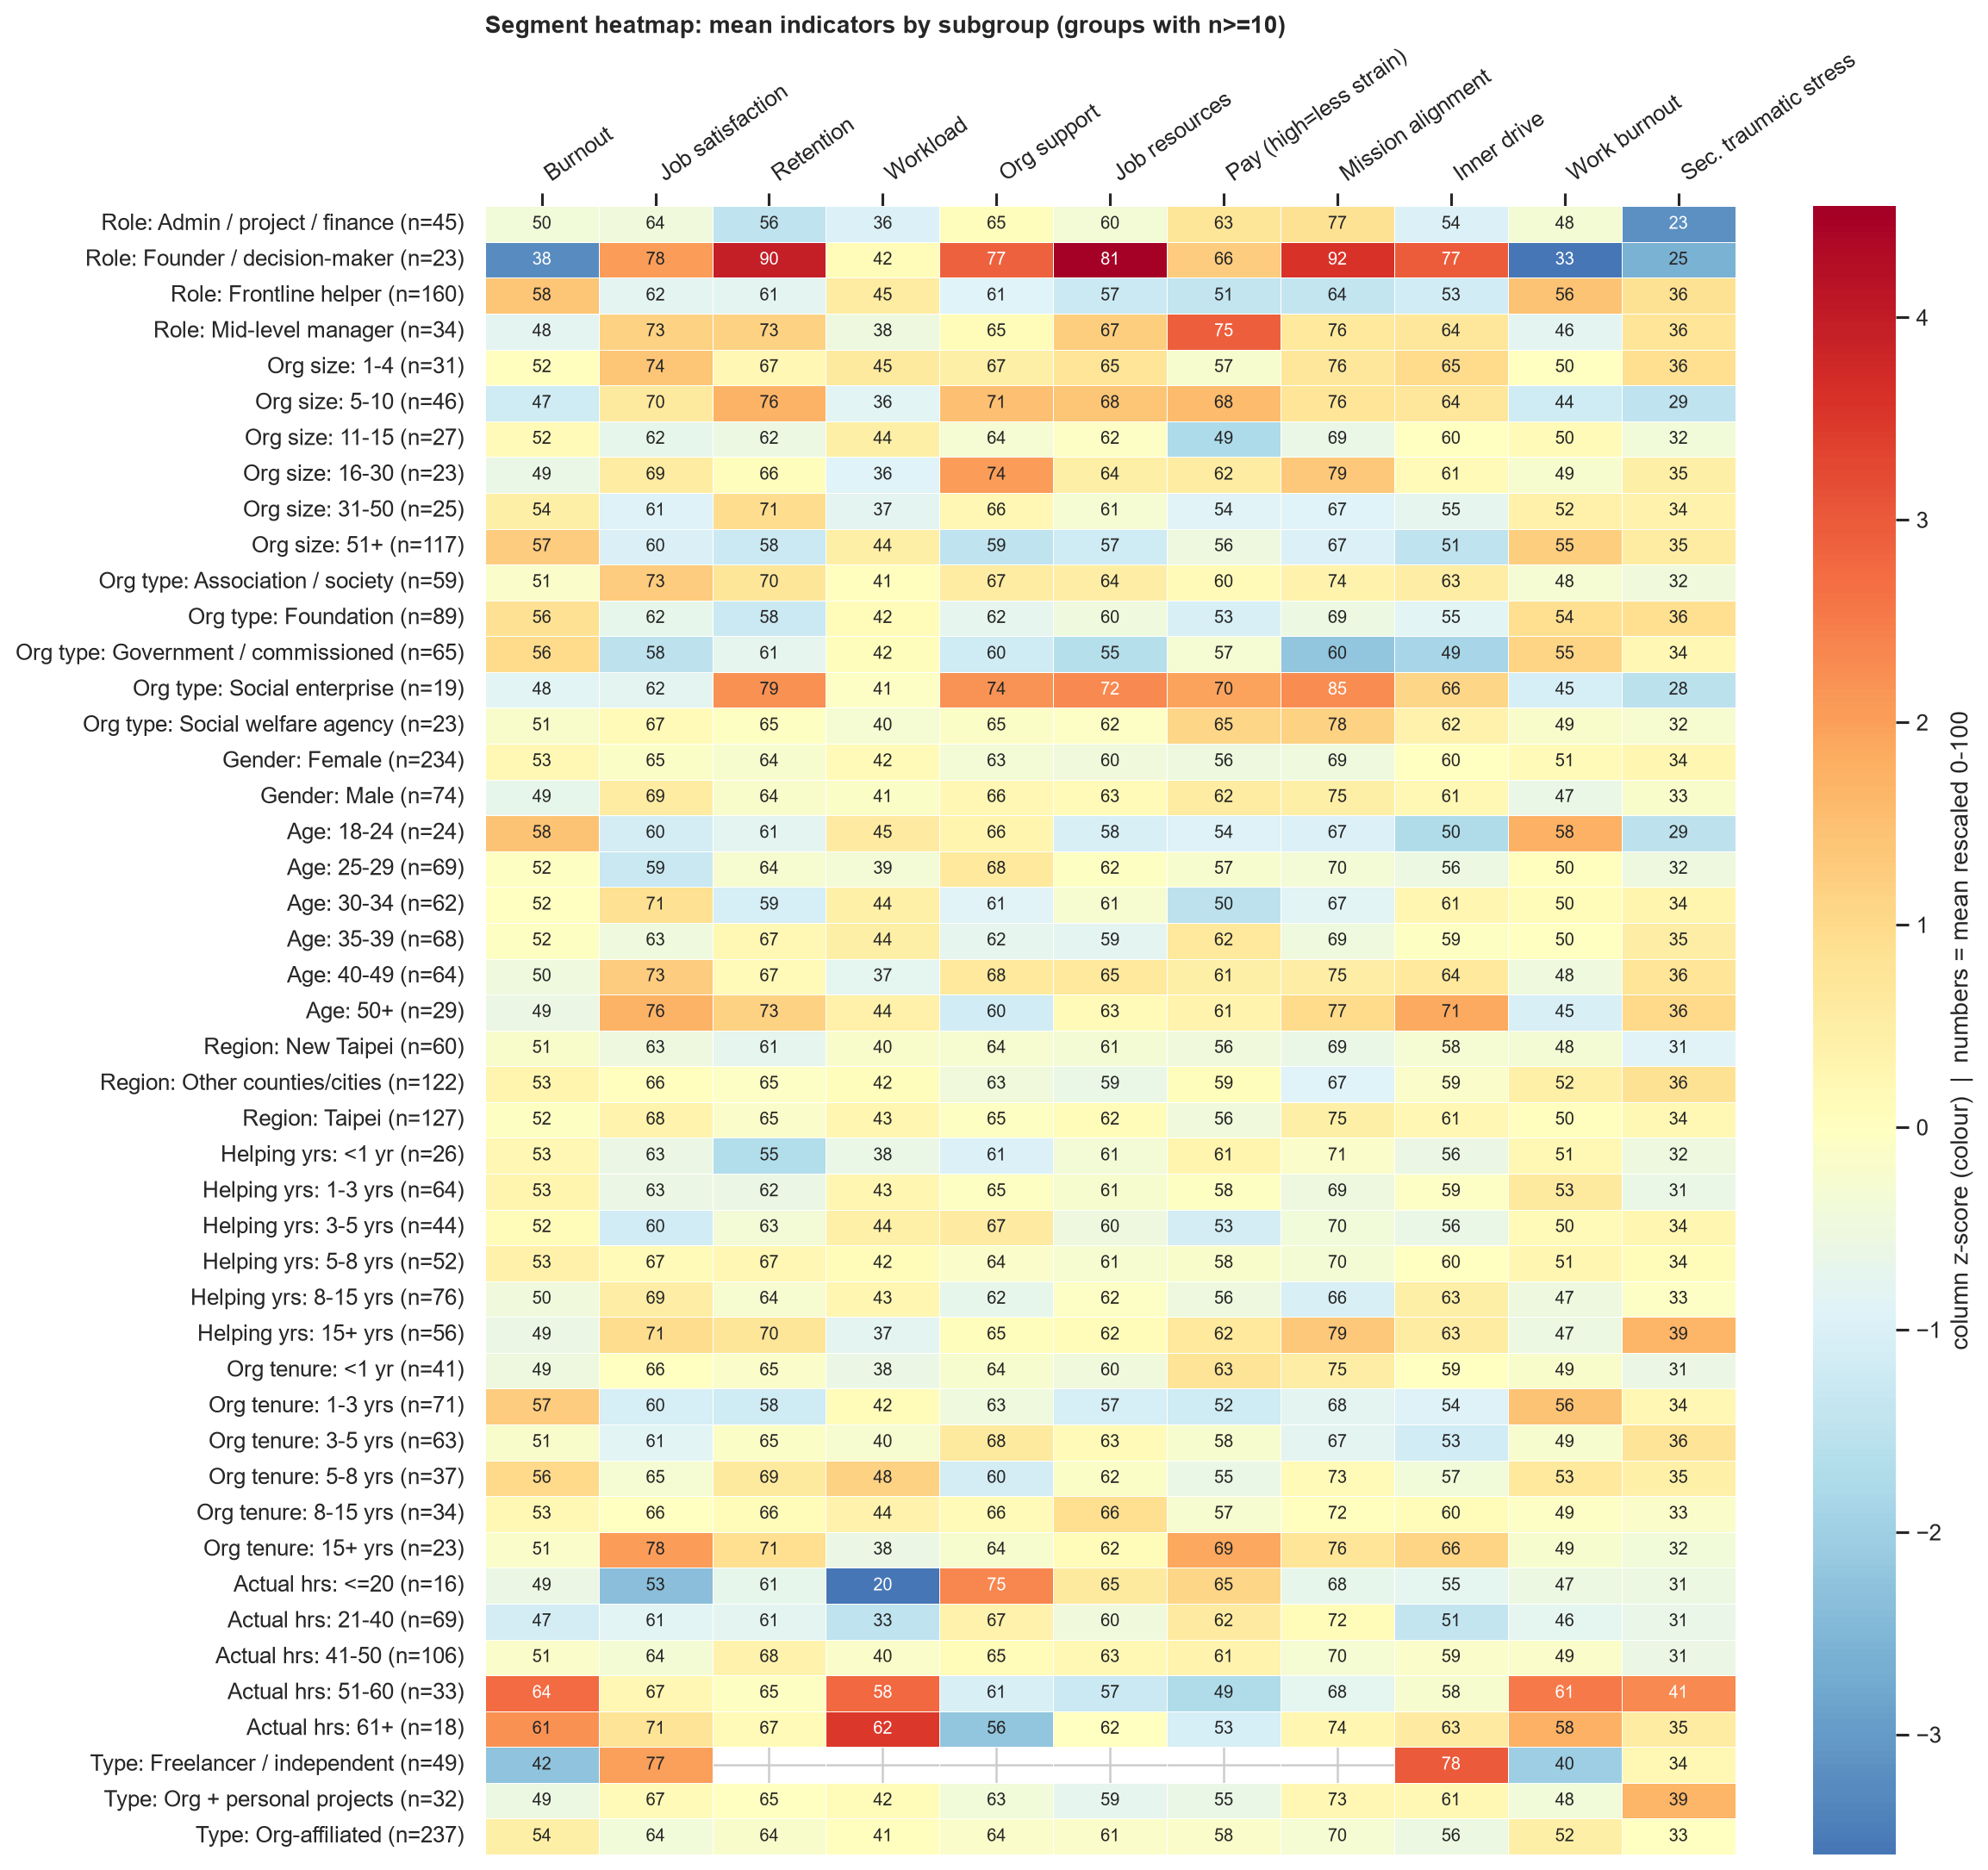 Segment heatmap: mean indicators by subgroup (groups with n>=10)
Burnout
Job satisfaction
Retention
Workload
Org support
Job resources
Pay (high=less strain)
Mission alignment
Inner drive
Work burnout
Sec. traumatic stress
Role: Admin / project / finance (n=45) 50 64 56 36 65 60 63 77 54 48 23
Role: Founder / decision-maker (n=23) 38 78 90 42 77 81 66 92 77 33 25
Role: Frontline helper (n=160) 58 62 61 45 61 57 51 64 53 56 36
Role: Mid-level manager (n=34) 48 73 73 38 65 67 75 76 64 46 36
Org size: 1-4 (n=31) 52 74 67 45 67 65 57 76 65 50 36
Org size: 5-10 (n=46) 47 70 76 36 71 68 68 76 64 44 29
Org size: 11-15 (n=27) 52 62 62 44 64 62 49 69 60 50 32
Org size: 16-30 (n=23) 49 69 66 36 74 64 62 79 61 49 35
Org size: 31-50 (n=25) 54 61 71 37 66 61 54 67 55 52 34
Org size: 51+ (n=117) 57 60 58 44 59 57 56 67 51 55 35
Org type: Association / society (n=59) 51 73 70 41 67 64 60 74 63 48 32
Org type: Foundation (n=89) 56 62 58 42 62 60 53 69 55 54 36
Org type: Government / commissioned (n=65) 56 58 61 42 60 55 57 60 49 55 34
Org type: Social enterprise (n=19) 48 62 79 41 74 72 70 85 66 45 28
Org type: Social welfare agency (n=23) 51 67 65 40 65 62 65 78 62 49 32
Gender: Female (n=234) 53 65 64 42 63 60 56 69 60 51 34
Gender: Male (n=74) 49 69 64 41 66 63 62 75 61 47 33
Age: 18-24 (n=24) 58 60 61 45 66 58 54 67 50 58 29
Age: 25-29 (n=69) 52 59 64 39 68 62 57 70 56 50 32
Age: 30-34 (n=62) 52 71 59 44 61 61 50 67 61 50 34
Age: 35-39 (n=68) 52 63 67 44 62 59 62 69 59 50 35
Age: 40-49 (n=64) 50 73 67 37 68 65 61 75 64 48 36
Age: 50+ (n=29) 49 76 73 44 60 63 61 77 71 45 36
Region: New Taipei (n=60) 51 63 61 40 64 61 56 69 58 48 31
Region: Other counties/cities (n=122) 53 66 65 42 63 59 59 67 59 52 36
Region: Taipei (n=127) 52 68 65 43 65 62 56 75 61 50 34
Helping yrs: <1 yr (n=26) 53 63 55 38 61 61 61 71 56 51 32
Helping yrs: 1-3 yrs (n=64) 53 63 62 43 65 61 58 69 59 53 31
Helping yrs: 3-5 yrs (n=44) 52 60 63 44 67 60 53 70 56 50 34
Helping yrs: 5-8 yrs (n=52) 53 67 67 42 64 61 58 70 60 51 34
Helping yrs: 8-15 yrs (n=76) 50 69 64 43 62 62 56 66 63 47 33
Helping yrs: 15+ yrs (n=56) 49 71 70 37 65 62 62 79 63 47 39
Org tenure: <1 yr (n=41) 49 66 65 38 64 60 63 75 59 49 31
Org tenure: 1-3 yrs (n=71) 57 60 58 42 63 57 52 68 54 56 34
Org tenure: 3-5 yrs (n=63) 51 61 65 40 68 63 58 67 53 49 36
Org tenure: 5-8 yrs (n=37) 56 65 69 48 60 62 55 73 57 53 35
Org tenure: 8-15 yrs (n=34) 53 66 66 44 66 66 57 72 60 49 33
Org tenure: 15+ yrs (n=23) 51 78 71 38 64 62 69 76 66 49 32
Actual hrs: <=20 (n=16) 49 53 61 20 75 65 65 68 55 47 31
Actual hrs: 21-40 (n=69) 47 61 61 33 67 60 62 72 51 46 31
Actual hrs: 41-50 (n=106) 51 64 68 40 65 63 61 70 59 49 31
Actual hrs: 51-60 (n=33) 64 67 65 58 61 57 49 68 58 61 41
Actual hrs: 61+ (n=18) 61 71 67 62 56 62 53 74 63 58 35
Type: Freelancer / independent (n=49) 42 77 78 40 34
Type: Org + personal projects (n=32) 49 67 65 42 63 59 55 73 61 48 39
Type: Org-affiliated (n=237) 54 64 64 41 64 61 58 70 56 52 33
4
3
2
1
0
−1
−2
−3
column z-score (colour) | numbers = mean rescaled 0-100